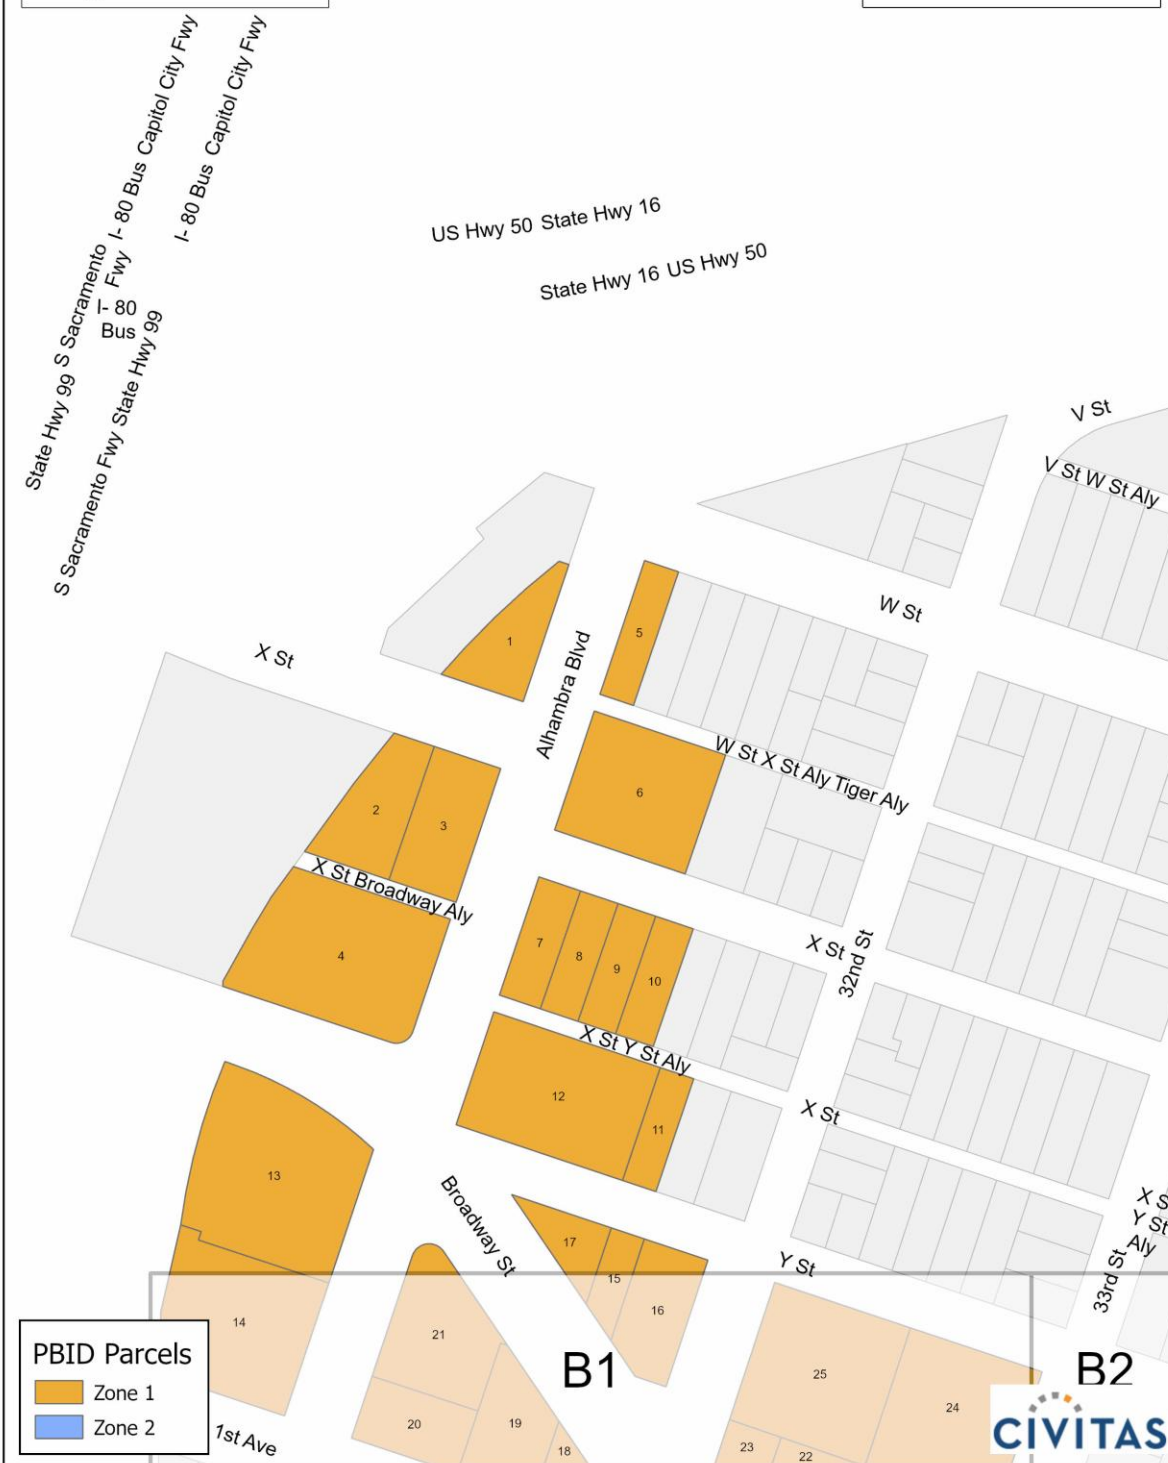 S Sacramento I- 80 Bus Capitol City Fwy
Fwy
I- 80 Bus Capitol City Fwy
I- 80
Bus
State Hwy 99
S Sacramento Fwy State Hwy 99
US Hwy 50 State Hwy 16
State Hwy 16 US Hwy 50
V St
V St W St Aly
W St
X St
Alhambra Blvd
1
5
W St X St Aly Tiger Aly
6
2
3
X St Broadway Aly
4
7
8
9
10
X St
32nd St
X St Y St Aly
12
11
X St
13
Broadway St
17
15
16
Y St
X S
Y St
Aly
33rd St
14
21
20
19
18
B1
25
24
23
22
B2
1st Ave
PBID Parcels
Zone 1
Zone 2
CIVITAS